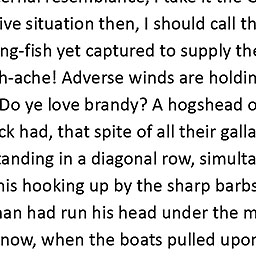 ive situation then, I should call th
ng-fish yet captured to supply the
h-ache! Adverse winds are holdin
Do ye love brandy? A hogshead o
ck had, that spite of all their galla
tanding in a diagonal row, simulta
his hooking up by the sharp barbs
man had run his head under the m
now, when the boats pulled upon